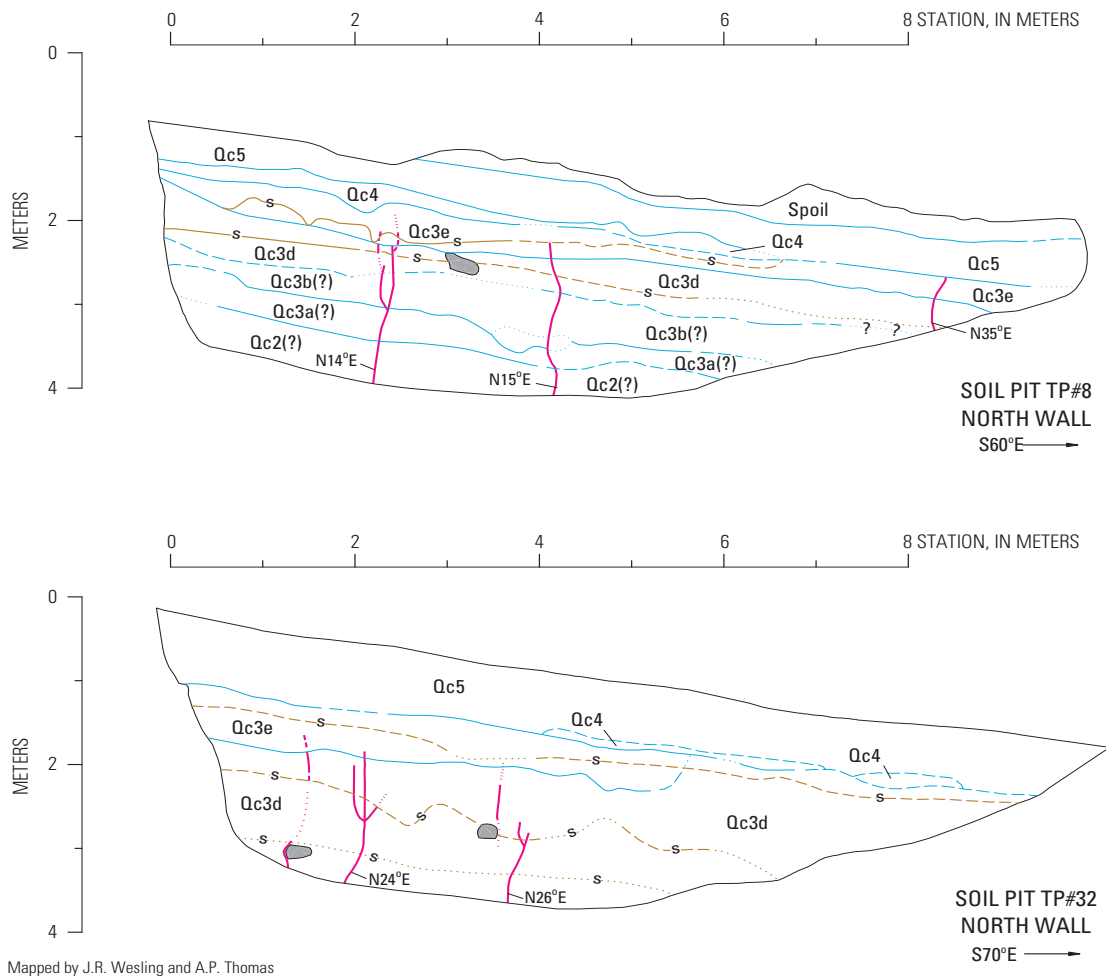 0 2 4 6 8 STATION, IN METERS
0
METERS
2
4
Qc5
Qc4
Spoil
S
Qc3e
S
Qc4
S
S
S
Qc3d
Qc3d
Qc5
Qc3b(?)
S
Qc3e
Qc3a(?)
Qc3b(?)
? ?
N35°E
Qc2(?)
N14°E
Qc3a(?)
N15°E
Qc2(?)
SOIL PIT TP#8
NORTH WALL
S60°E
0 2 4 6 8 STATION, IN METERS
0
METERS
2
4
Qc5
Qc4
Qc3e
S
Qc4
S
S
S
Qc3d
S
Qc3d
S
S
S
S
N24°E
N26°E
SOIL PIT TP#32
NORTH WALL
S70°E
Mapped by J.R. Wesling and A.P. Thomas